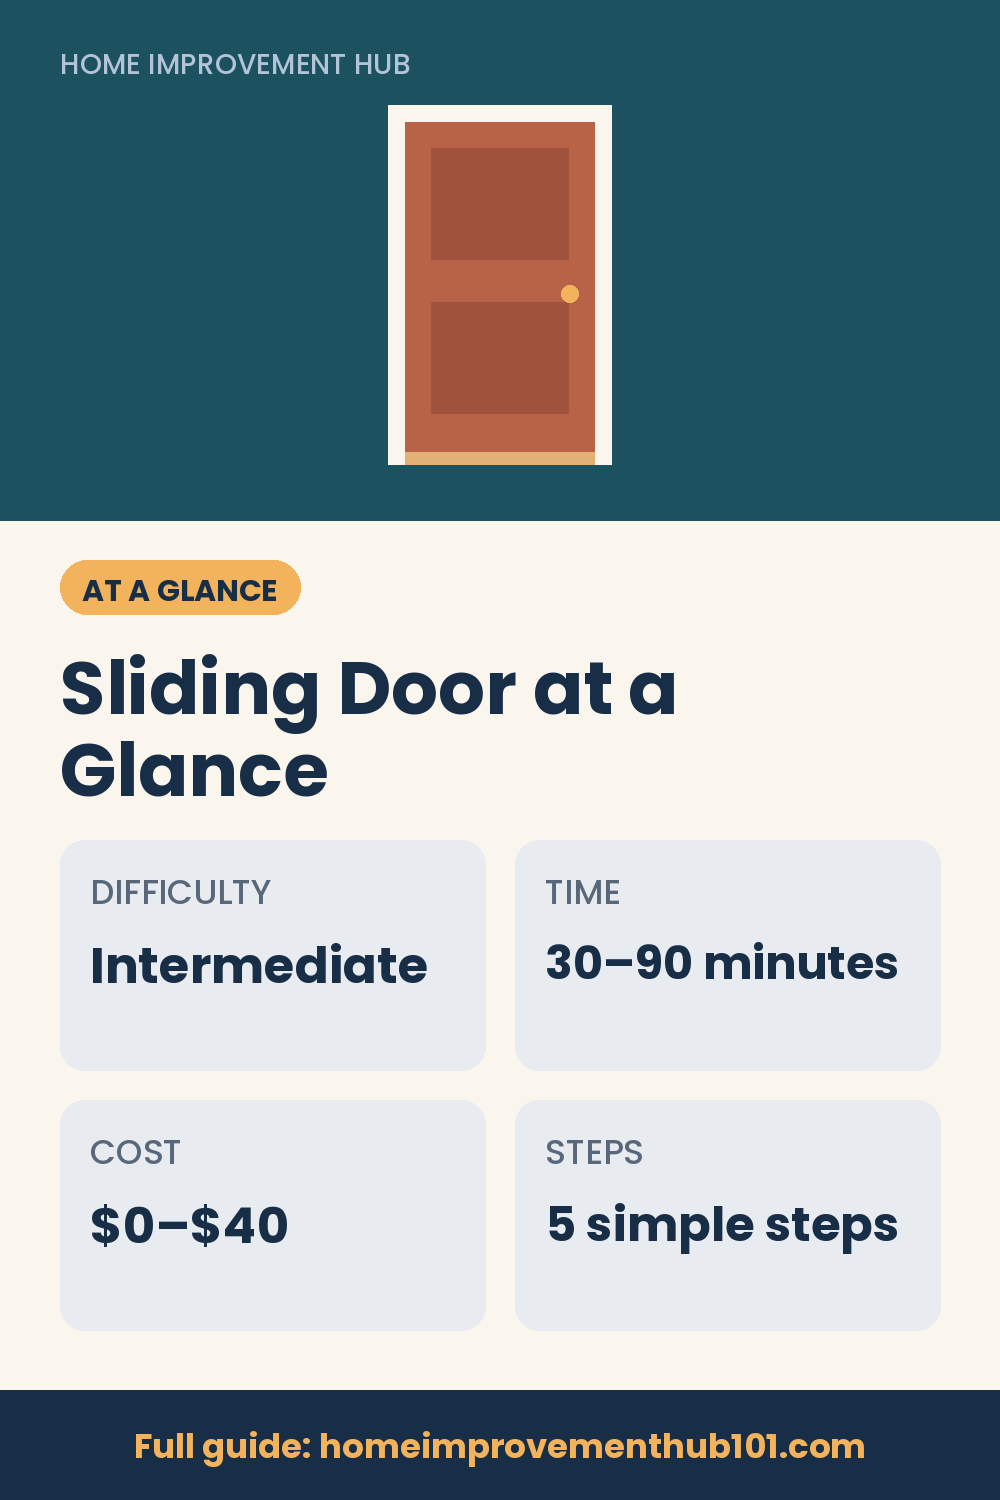 HOME IMPROVEMENT HUB
AT A GLANCE
Sliding Door at a
Glance
DIFFICULTY
Intermediate
TIME
30–90 minutes
COST
$0–$40
STEPS
5 simple steps
Full guide: homeimprovementhub101.com